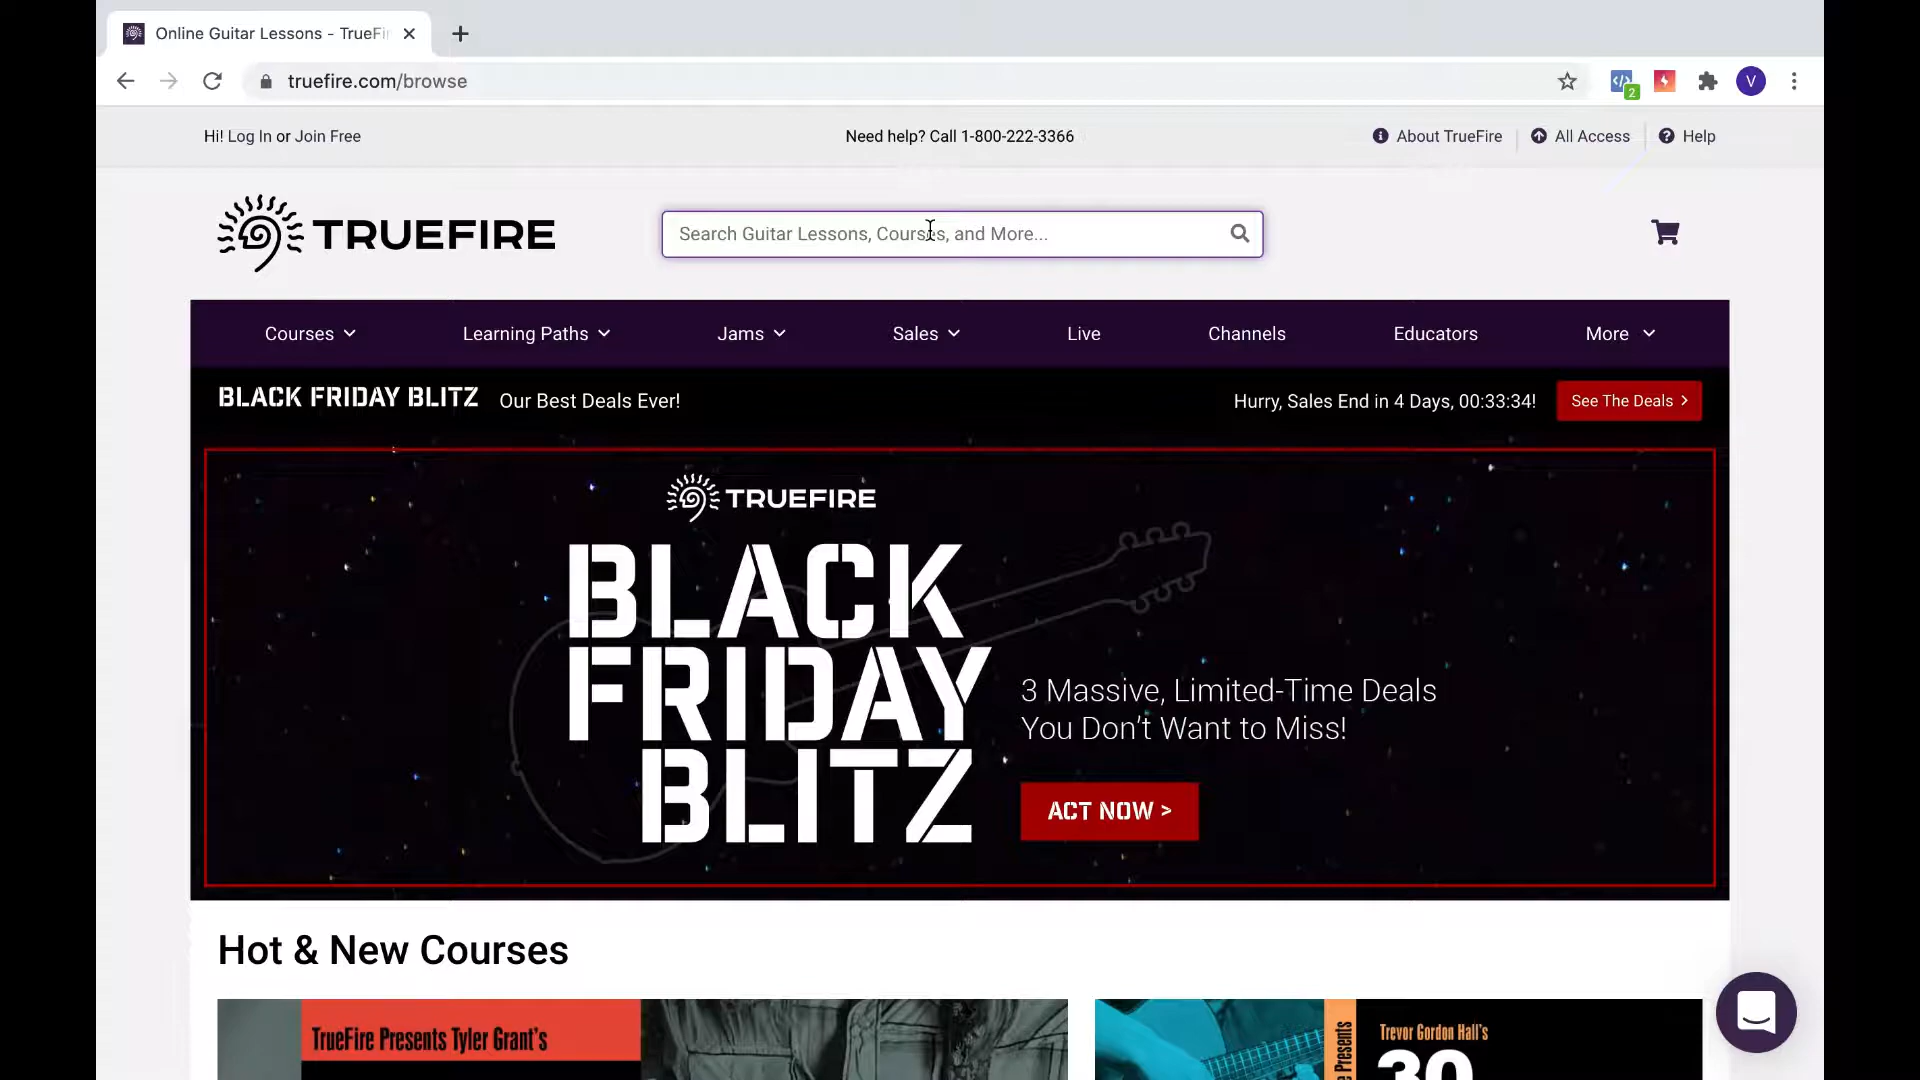 Online Guitar Lessons - TrueFi
truefire.com/browse
2
V
Hi! Log In or Join Free
Need help? Call 1-800-222-3366
About TrueFire
All Access
Help
TRUEFIRE
Search Guitar Lessons, Courses, and More...
Courses
Learning Paths
Jams
Sales
Live
Channels
Educators
More
BLACK FRIDAY BLITZ
Our Best Deals Ever!
Hurry, Sales End in 4 Days, 00:33:34!
See The Deals >
TRUEFIRE
BLACK
FRIDAY
BLITZ
3 Massive, Limited-Time Deals
You Don't Want to Miss!
ACT NOW >
Hot & New Courses
TrueFire Presents Tyler Grant's
Presents
Trevor Gordon Hall's
30